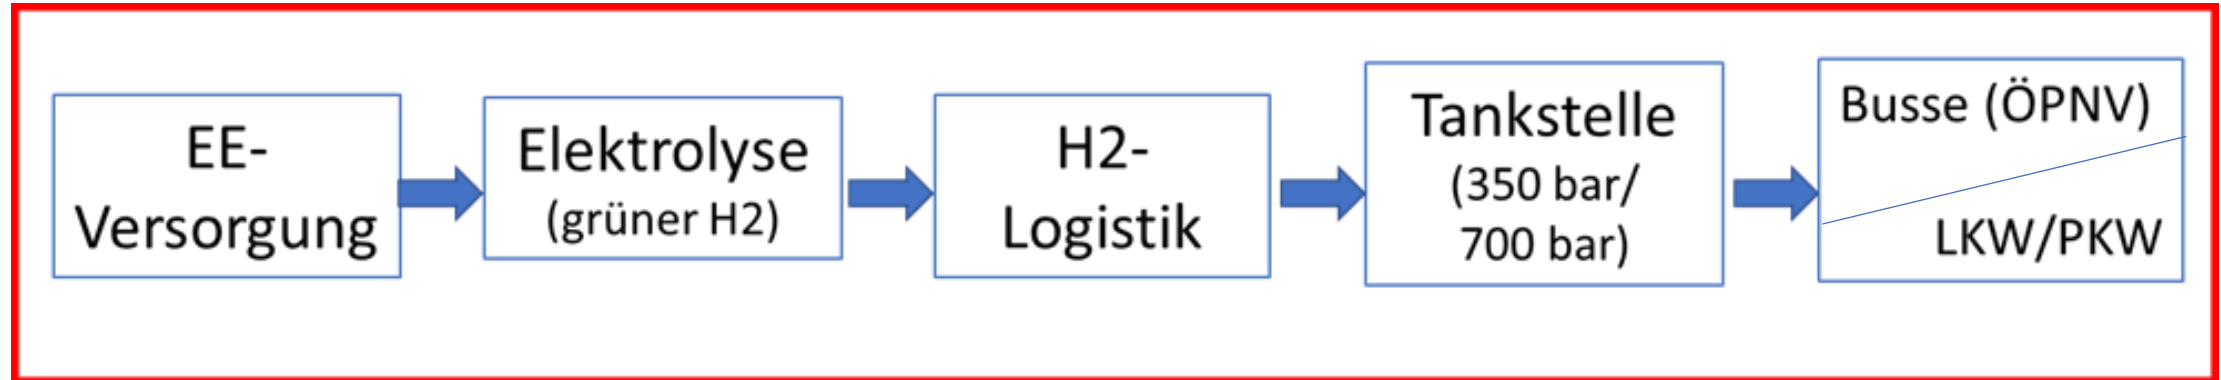 EE-
Versorgung
Elektrolyse
(grüner H2)
H2-
Logistik
Tankstelle
(350 bar/
700 bar)
Busse (ÖPNV)
LKW/PKW